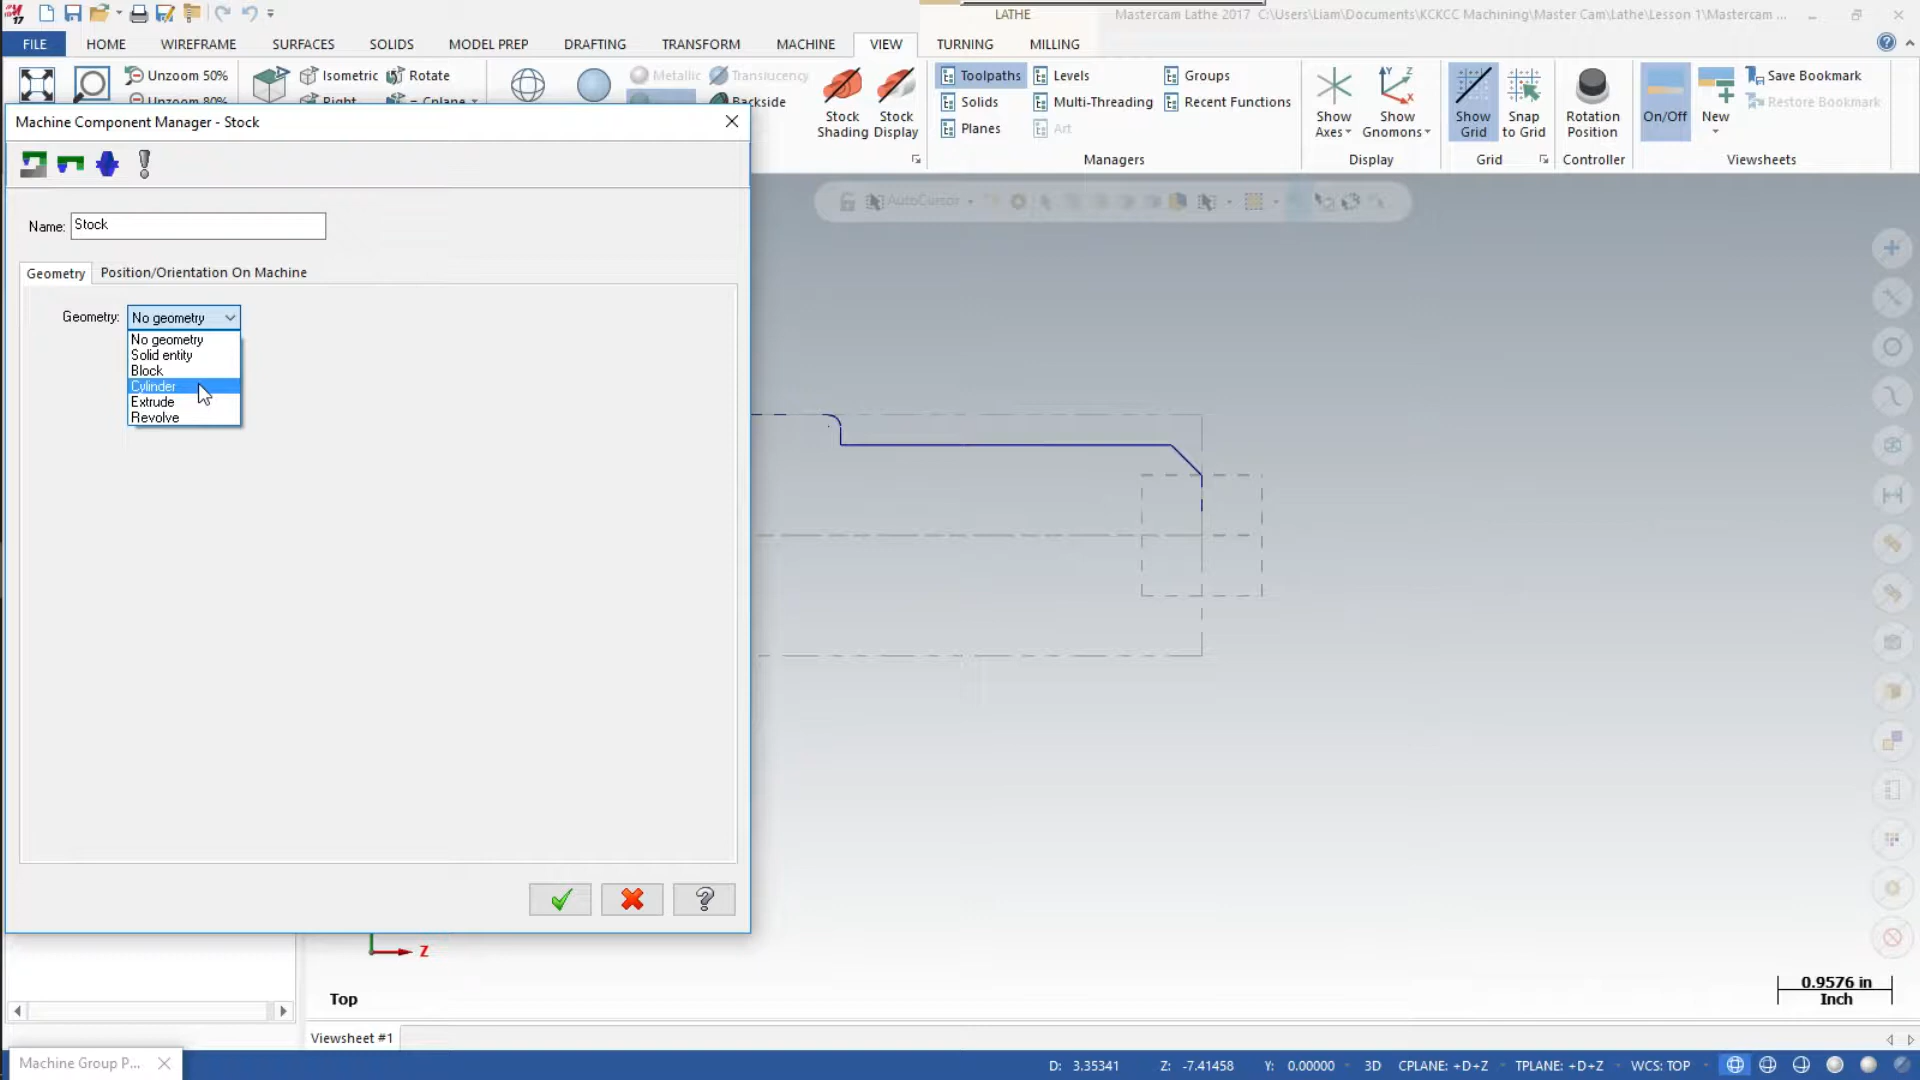 17
LATHE
Mastercam Lathe 2017 C:\Users\Liam\Documents\KCKCC Machining\Master Cam\Lathe\Lesson 1\Mastercam ...
FILE HOME WIREFRAME SURFACES SOLIDS MODEL PREP DRAFTING TRANSFORM MACHINE VIEW TURNING MILLING
Unzoom 50% Isometric Rotate Metallic Translucency Toolpaths Levels Groups Save Bookmark
Unzoom 80% Right = Cplane Backside Solids Multi-Threading Recent Functions Restore Bookmark
Stock Shading
Stock Display
Planes Art
Show Axes
Show Gnomons
Show Grid
Snap to Grid
Rotation Position
On/Off
New
Managers Display Grid Controller Viewsheets
Machine Component Manager - Stock
AutoCursor
Name: Stock
Geometry Position/Orientation On Machine
Geometry: No geometry
No geometry
Solid entity
Block
Cylinder
Extrude
Revolve
Z
Top
0.9576 in
Inch
Viewsheet #1
Machine Group P...
D: 3.35341 Z: -7.41458 Y: 0.00000 3D CPLANE: +D+Z TPLANE: +D+Z WCS: TOP